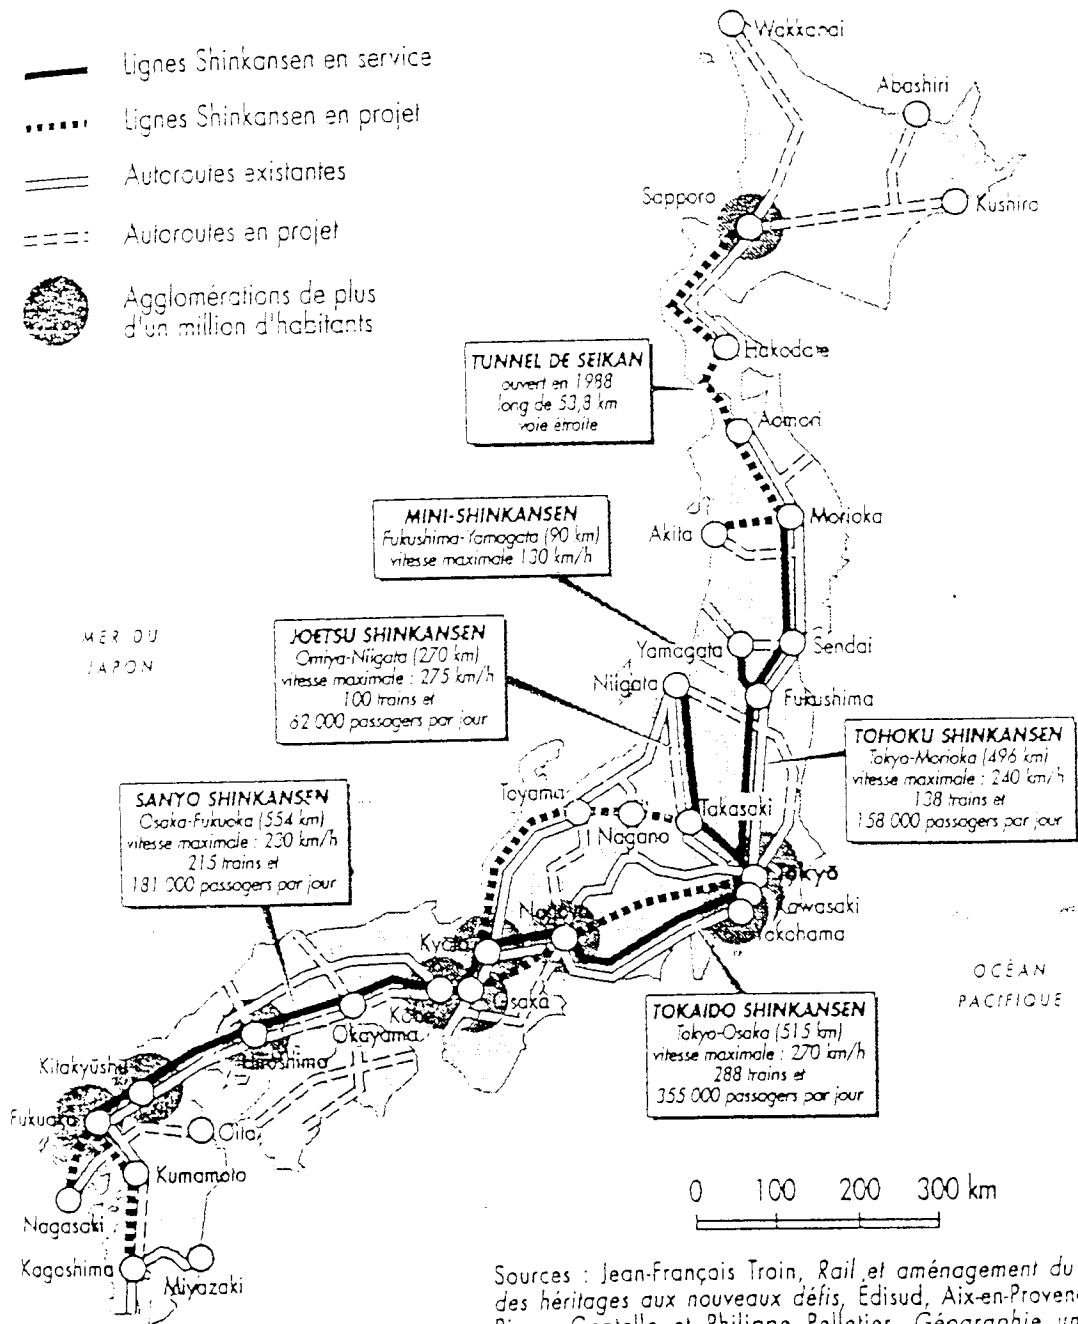 Lignes Shinkansen en service
Lignes Shinkansen en projet
Autoroutes existantes
Autoroutes en projet
Agglomérations de plus
d'un million d'habitants
Wakkanai
Abashiri
Sapporo
Kushiro
Hakodate
TUNNEL DE SEIKAN
ouvert en 1988
long de 53,8 km
voie étroite
Aomori
MINI-SHINKANSEN
Fukushima-Yamagata (90 km)
vitesse maximale 130 km/h
Akita
Morioka
MER DU
JAPON
JOETSU SHINKANSEN
Omiya-Niigata (270 km)
vitesse maximale : 275 km/h
100 trains et
62 000 passagers par jour
Yamagata
Sendai
Niigata
Fukushima
TOHOKU SHINKANSEN
Tokyo-Morioka (496 km)
vitesse maximale : 240 km/h
138 trains et
158 000 passagers par jour
SANYO SHINKANSEN
Osaka-Fukuoka (554 km)
vitesse maximale : 230 km/h
215 trains et
181 000 passagers par jour
Toyama
Nagano
Takasaki
Tōkyō
Kawasaki
Yokohama
Nagoya
Kyoto
Osaka
Kōbe
Okayama
Hiroshima
OCÉAN
PACIFIQUE
TOKAIDO SHINKANSEN
Tokyo-Osaka (515 km)
vitesse maximale : 270 km/h
288 trains et
355 000 passagers par jour
Kitakyūshu
Fukuoka
Oita
Kumamoto
Nagasaki
Kagoshima
Miyazaki
0 100 200 300 km
Sources : Jean-François Troin, Rail et aménagement du
des héritages aux nouveaux défis, Édisud, Aix-en-Proven
Pelletier, Géographie un